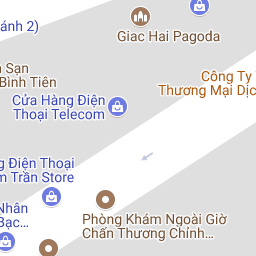 ánh 2)
Giac Hai Pagoda
Sạn
Bình Tiên
Công Ty
Thương Mại Dịc
Cửa Hàng Điện
Thoại Telecom
g Điện Thoại
m Trần Store
Nhân
Bạc...
Phòng Khám Ngoài Giờ
Chấn Thương Chỉnh...